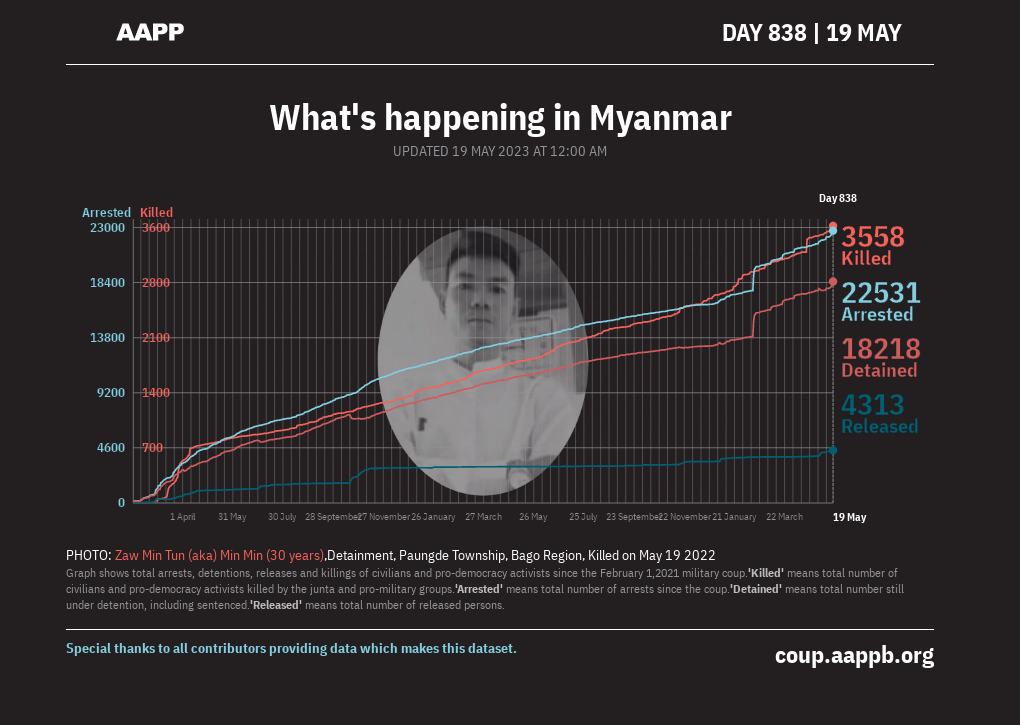 AAPP
DAY 838 | 19 MAY
What's happening in Myanmar
UPDATED 19 MAY 2023 AT 12:00 AM
Day 838
Arrested Killed
23000 3600
18400 2800
13800 2100
9200 1400
4600 700
0
3558
Killed
22531
Arrested
18218
Detained
4313
Released
1 April 31 May 30 July 28 September 27 November 26 January 27 March 26 May 25 July 23 September 22 November 21 January 22 March 19 May
PHOTO: Zaw Min Tun (aka) Min Min (30 years),Detainment, Paungde Township, Bago Region, Killed on May 19 2022
Graph shows total arrests, detentions, releases and killings of civilians and pro-democracy activists since the February 1,2021 military coup.'Killed' means total number of
civilians and pro-democracy activists killed by the junta and pro-military groups.'Arrested' means total number of arrests since the coup.'Detained' means total number still
under detention, including sentenced.'Released' means total number of released persons.
Special thanks to all contributors providing data which makes this dataset.
coup.aappb.org